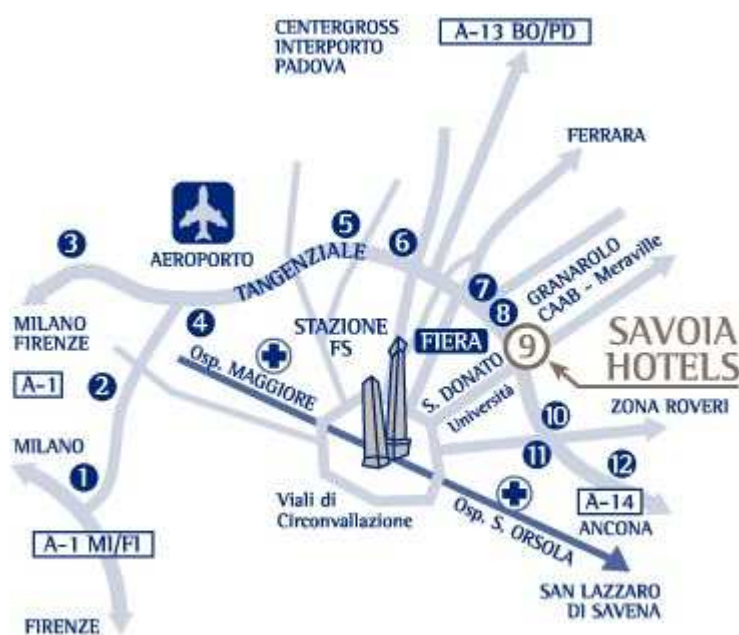 CENTERGROSS
INTERPORTO
PADOVA
A-13 BO/PD
FERRARA
AEROPORTO
3
TANGENZIALE
5
6
7
8
GRANAROLO
CAAB - Meraville
MILANO
FIRENZE
A-1
4
2
STAZIONE
FS
FIERA
9
SAVOIA
HOTELS
Osp. MAGGIORE
S. DONATO
Università
10
ZONA ROVERI
MILANO
1
11
12
Viali di
Circonvallazione
Osp. S. ORSOLA
A-14
ANCONA
A-1 MI/FI
SAN LAZZARO
DI SAVENA
FIRENZE